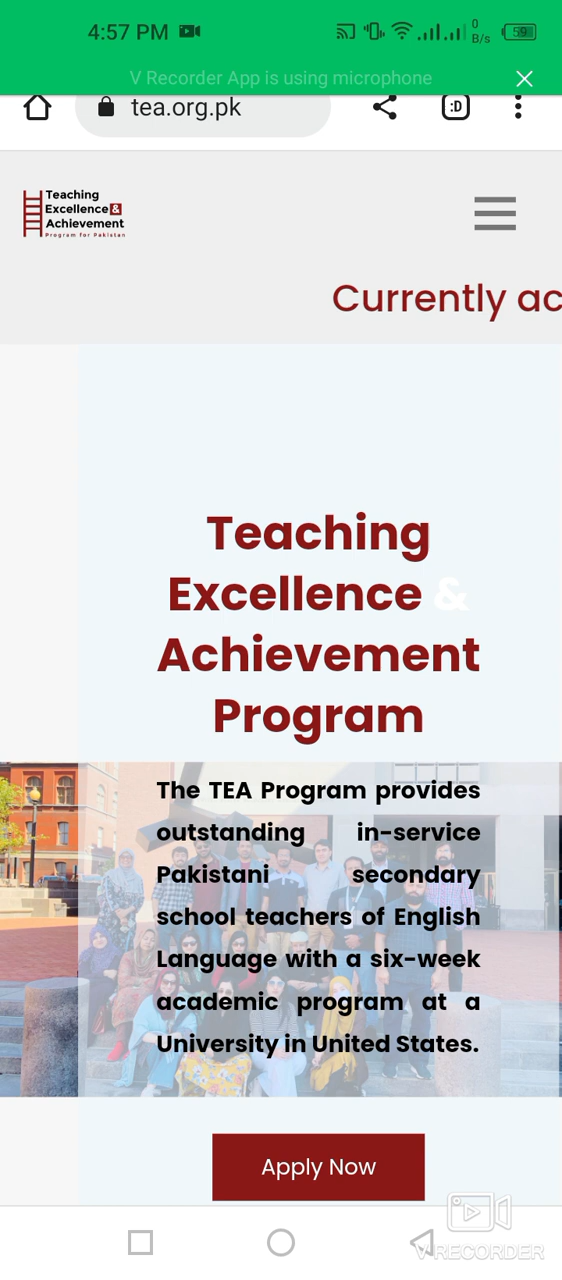 4:57 PM
0
B/s
59
V Recorder App is using microphone
tea.org.pk
:D
Teaching
Excellence &
Achievement
Program for Pakistan
Currently ac
Teaching
Excellence &
Achievement
Program
The TEA Program provides
outstanding in-service
Pakistani secondary
school teachers of English
Language with a six-week
academic program at a
University in United States.
Apply Now
V RECORDER